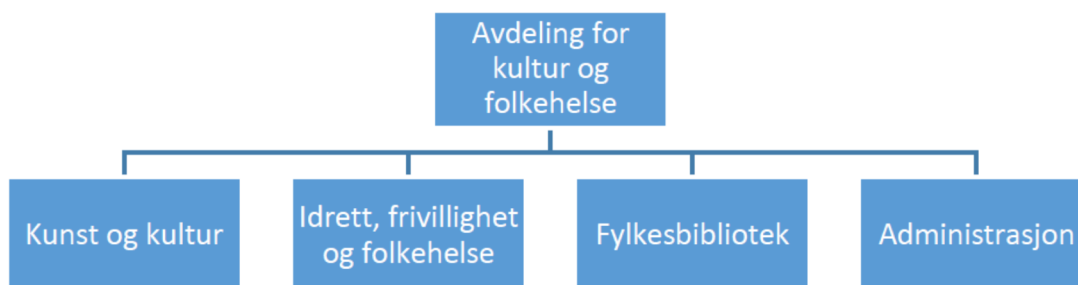 Avdeling for
kultur og
folkehelse
Kunst og kultur
Idrett, frivillighet
og folkehelse
Fylkesbibliotek
Administrasjon